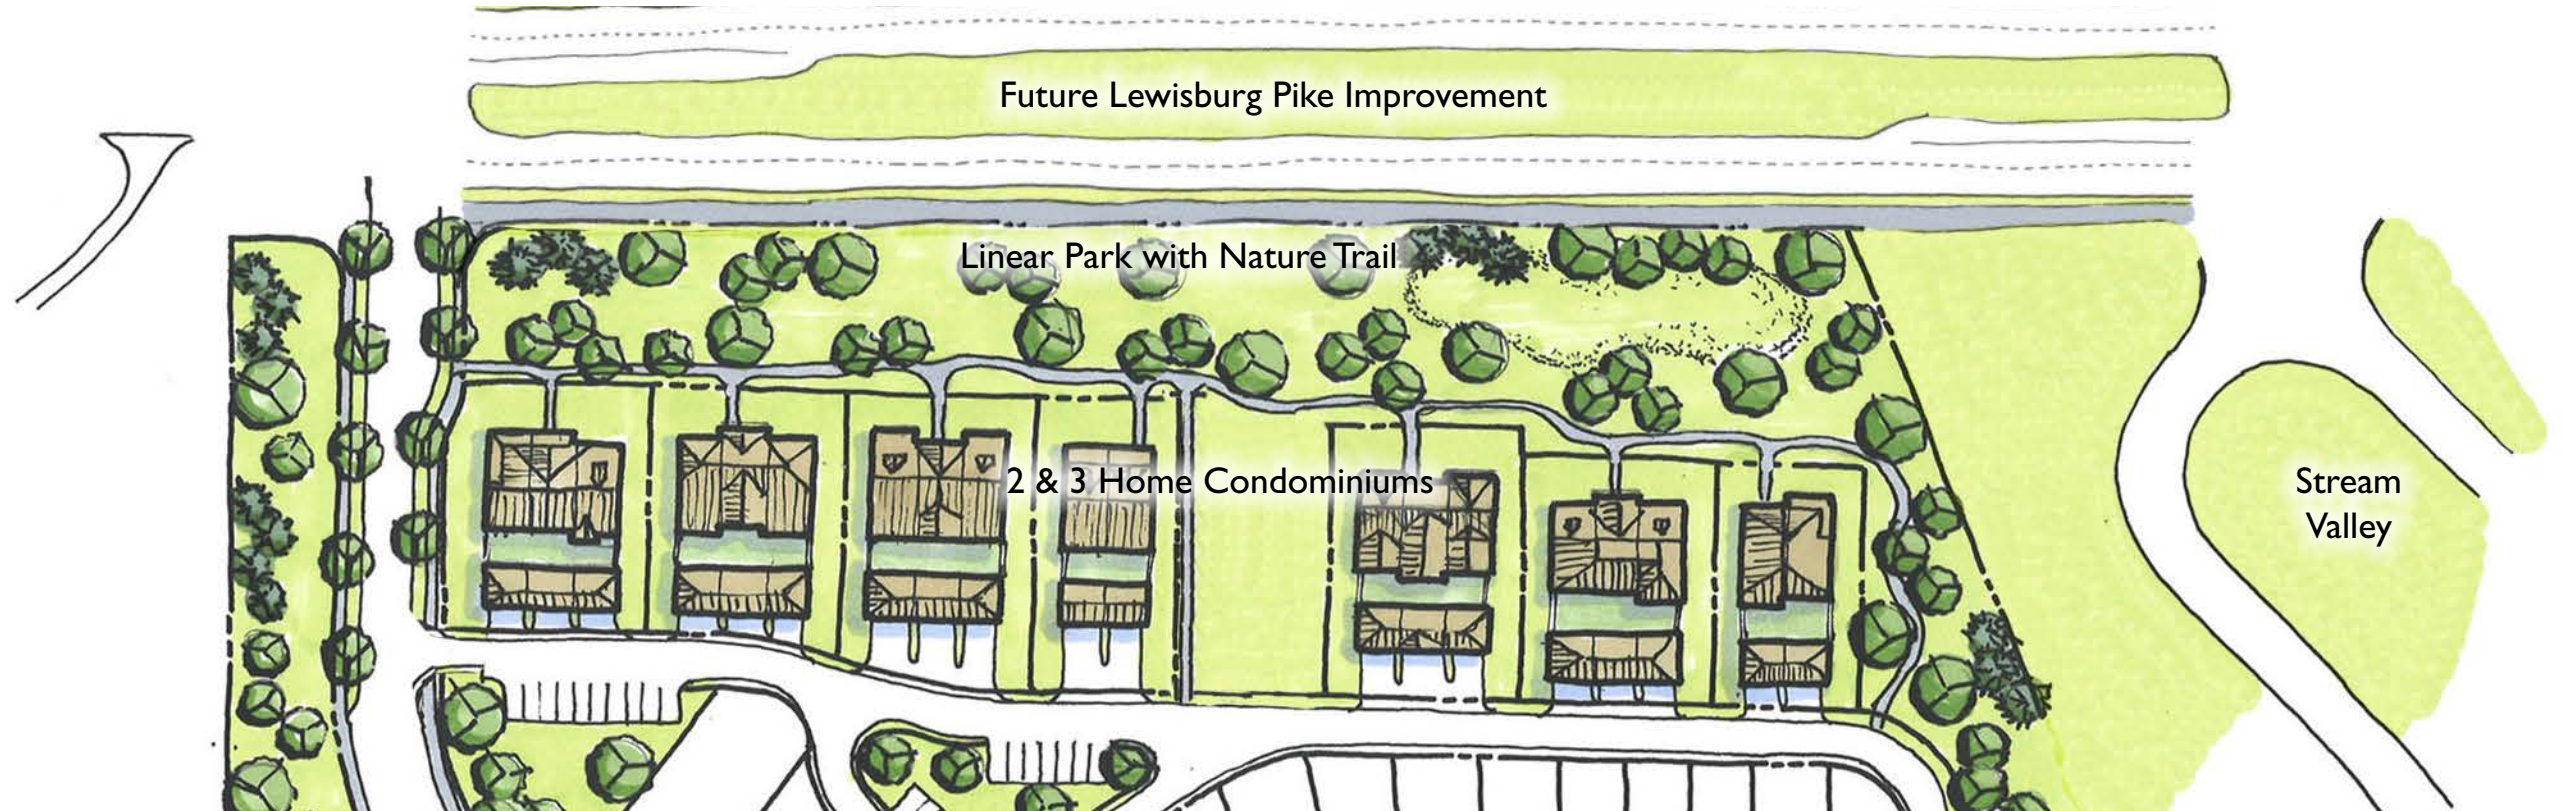 Future Lewisburg Pike Improvement
Linear Park with Nature Trail
2 & 3 Home Condominiums
Stream
Valley